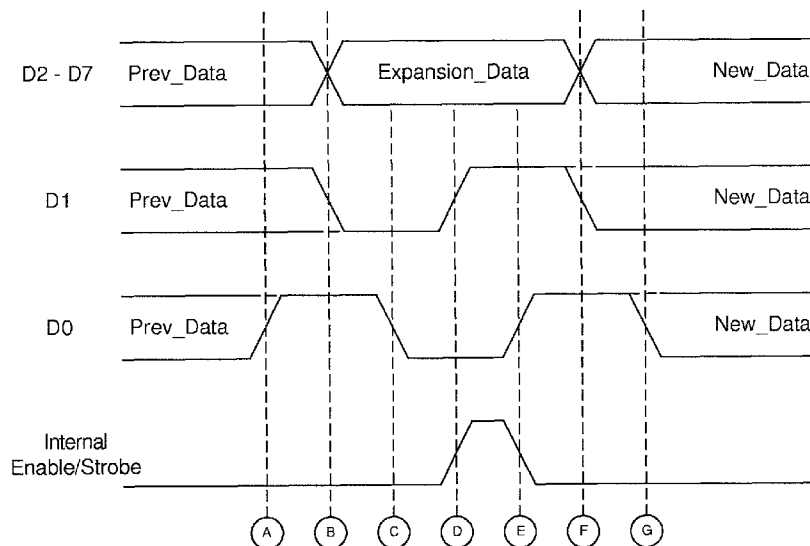 D2 - D7 Prev_Data Expansion_Data New_Data
D1 Prev_Data New_Data
D0 Prev_Data New_Data
Internal
Enable/Strobe
A B C D E F G